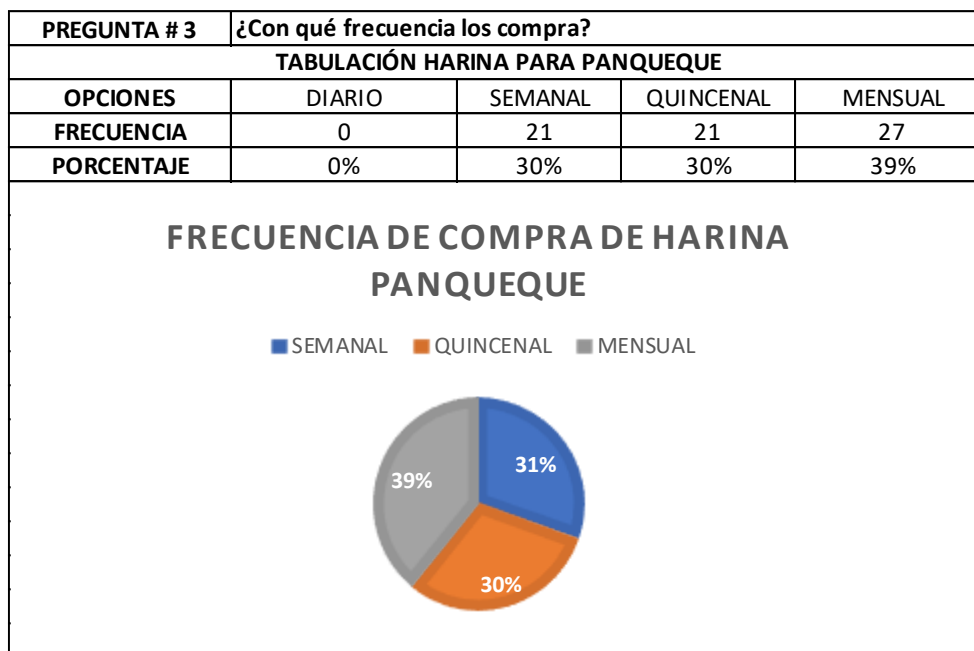 PREGUNTA # 3 ¿Con qué frecuencia los compra?
TABULACIÓN HARINA PARA PANQUEQUE
OPCIONES DIARIO SEMANAL QUINCENAL MENSUAL
FRECUENCIA 0 21 21 27
PORCENTAJE 0% 30% 30% 39%
FRECUENCIA DE COMPRA DE HARINA
PANQUEQUE
SEMANAL QUINCENAL MENSUAL
31%
39%
30%